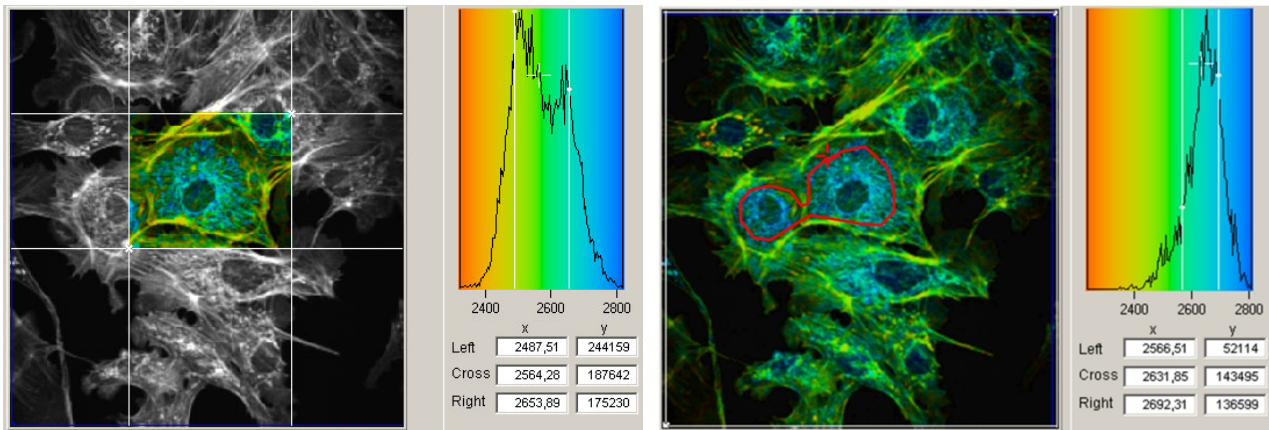 2400 2600 2800
x y
Left 2487,51 244159
Cross 2564,28 187642
Right 2653,89 175230
2400 2600 2800
x y
Left 2566,51 52114
Cross 2631,85 143495
Right 2692,31 136599